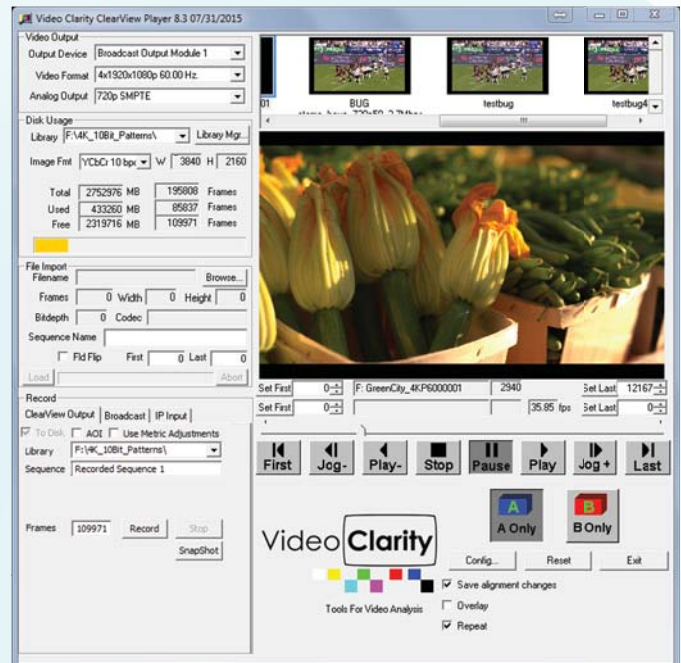 Video Clarity ClearView Player 8.3 07/31/2015
Video Output
Output Device Broadcast Output Module 1
Video Format 4x1920x1080p 60.00 Hz.
Analog Output 720p SMPTE
Disk Usage
Library F:\4K_10Bit_Patterns\ Library Mgr...
Image Fmt YCbCr 10 bpc W 3840 H 2160
Total 2752976 MB 195808 Frames
Used 433260 MB 85837 Frames
Free 2319716 MB 109971 Frames
File Import
Filename Browse...
Frames 0 Width 0 Height 0
Bitdepth 0 Codec
Sequence Name
Fld Flip First 0 Last 0
Load Abort
Record
ClearView Output Broadcast IP Input
To Disk AOI Use Metric Adjustments
Library F:\4K_10Bit_Patterns\
Sequence Recorded Sequence 1
Frames 109971 Record Stop
SnapShot
01 BUG testbug testbug4
Set First 0 F: GreenCity_4KP6000001 2940 Set Last 12167
Set First 0 35.85 fps Set Last 0
First Jog- Play- Stop Pause Play Jog + Last
A B
A Only B Only
Video Clarity
Tools For Video Analysis
Config... Reset Exit
Save alignment changes
Overlay
Repeat